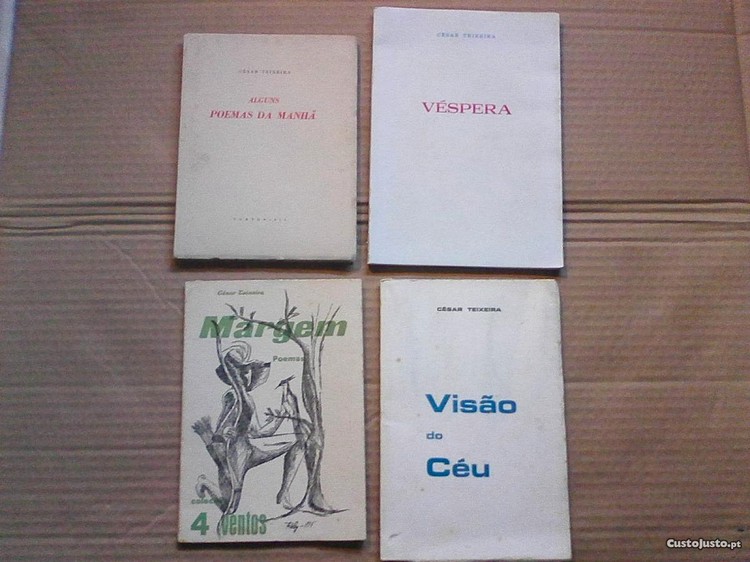 CÉSAR TEIXEIRA
ALGUNS
POEMAS DA MANHÃ
CÉSAR TEIXEIRA
VÉSPERA
César Teixeira
Margem
Poemas
colecção
4 ventos
CÉSAR TEIXEIRA
Visão
do
Céu
CustoJusto.pt